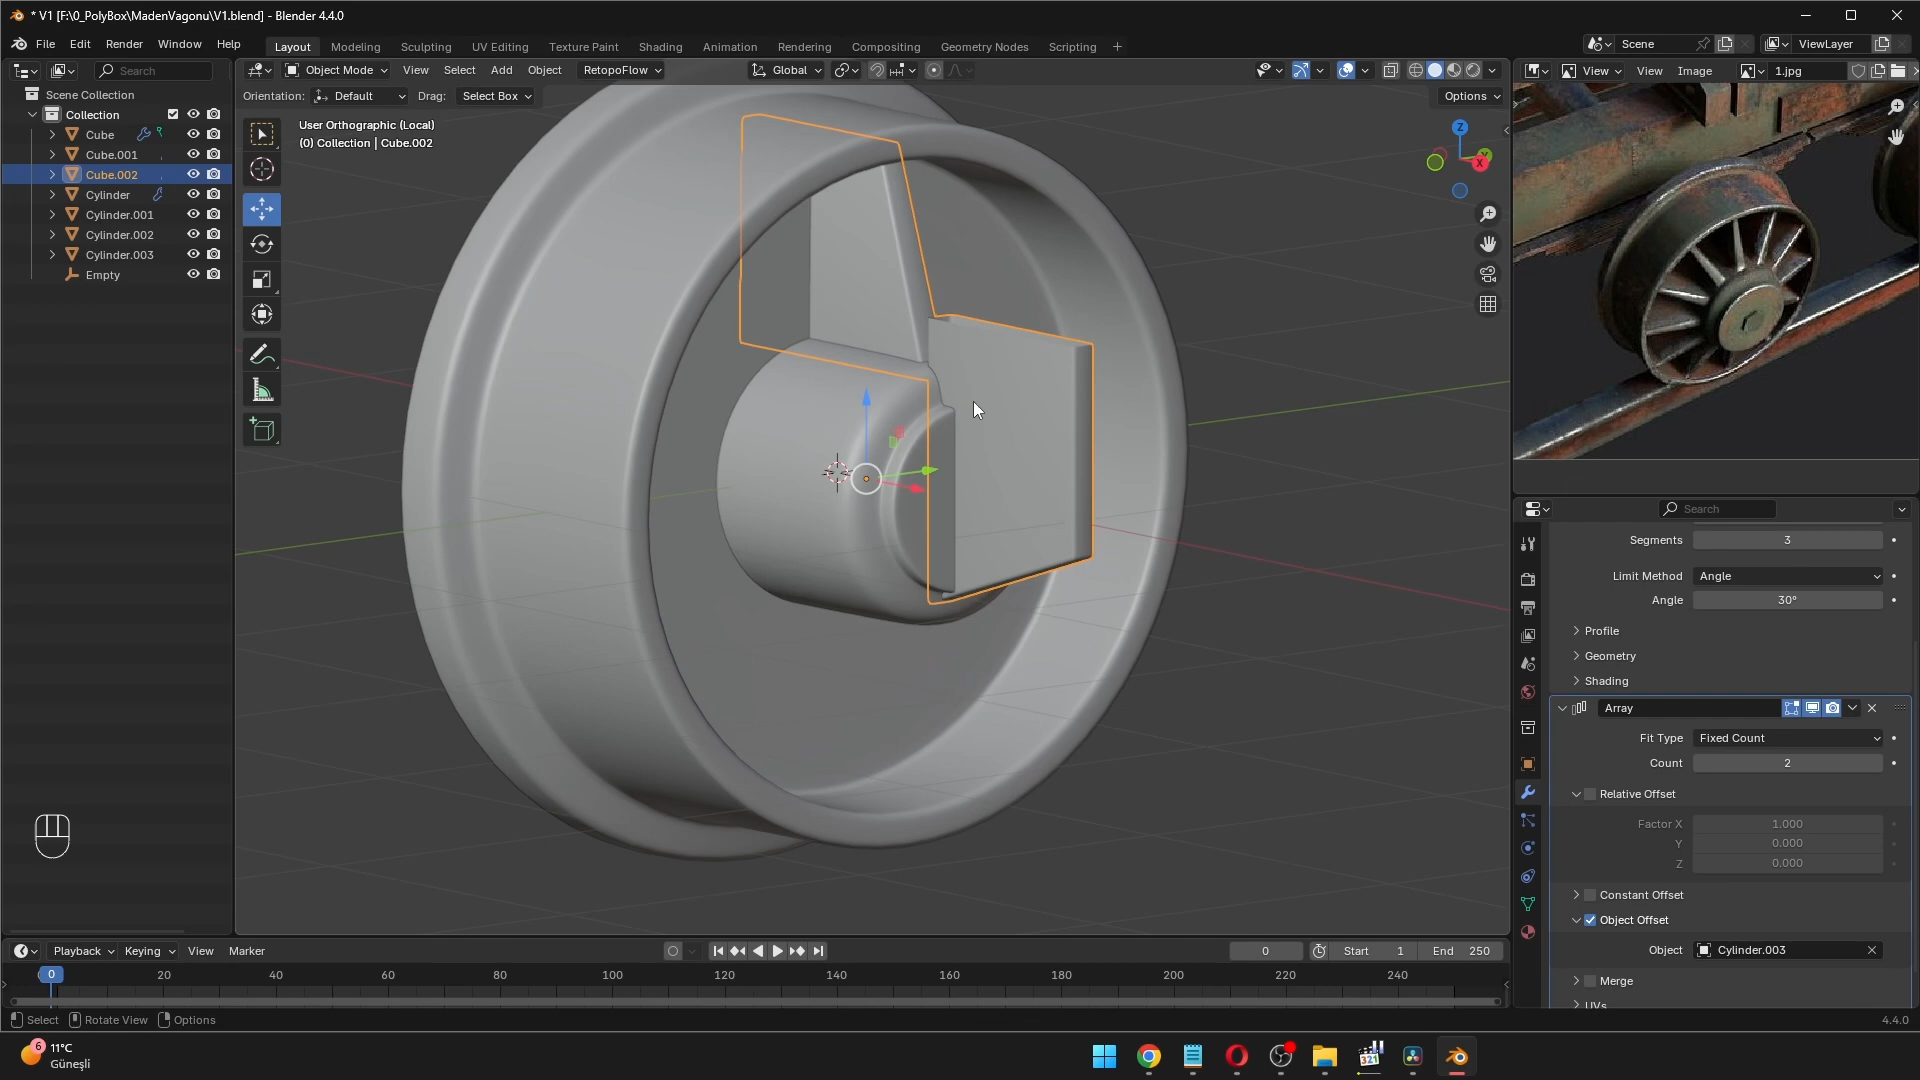 * V1 [F:\0_PolyBox\MadenVagonu\V1.blend] - Blender 4.4.0
File Edit Render Window Help
Layout Modeling Sculpting UV Editing Texture Paint Shading Animation Rendering Compositing Geometry Nodes Scripting +
Scene
ViewLayer
Search
Object Mode View Select Add Object RetopoFlow
Global
View View Image 1.jpg
Orientation: Default Drag: Select Box
Options
Scene Collection
Collection
Cube
Cube.001
Cube.002
Cylinder
Cylinder.001
Cylinder.002
Cylinder.003
Empty
User Orthographic (Local)
(0) Collection | Cube.002
Z
Y
X
Search
Segments 3
Limit Method Angle
Angle 30°
Profile
Geometry
Shading
Array
Fit Type Fixed Count
Count 2
Relative Offset
Factor X 1.000
Y 0.000
Z 0.000
Constant Offset
Object Offset
Object Cylinder.003
Merge
UVs
Playback Keying View Marker
0
Start 1
End 250
0 20 40 60 80 100 120 140 160 180 200 220 240
Select Rotate View Options
4.4.0
6
11°C
Güneşli
321